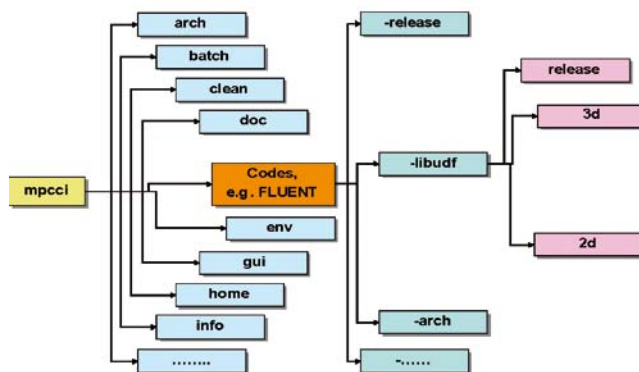 arch
batch
clean
doc
mpcci
Codes,
e.g. FLUENT
env
gui
home
info
........
-release
-libudf
-arch
-......
release
3d
2d